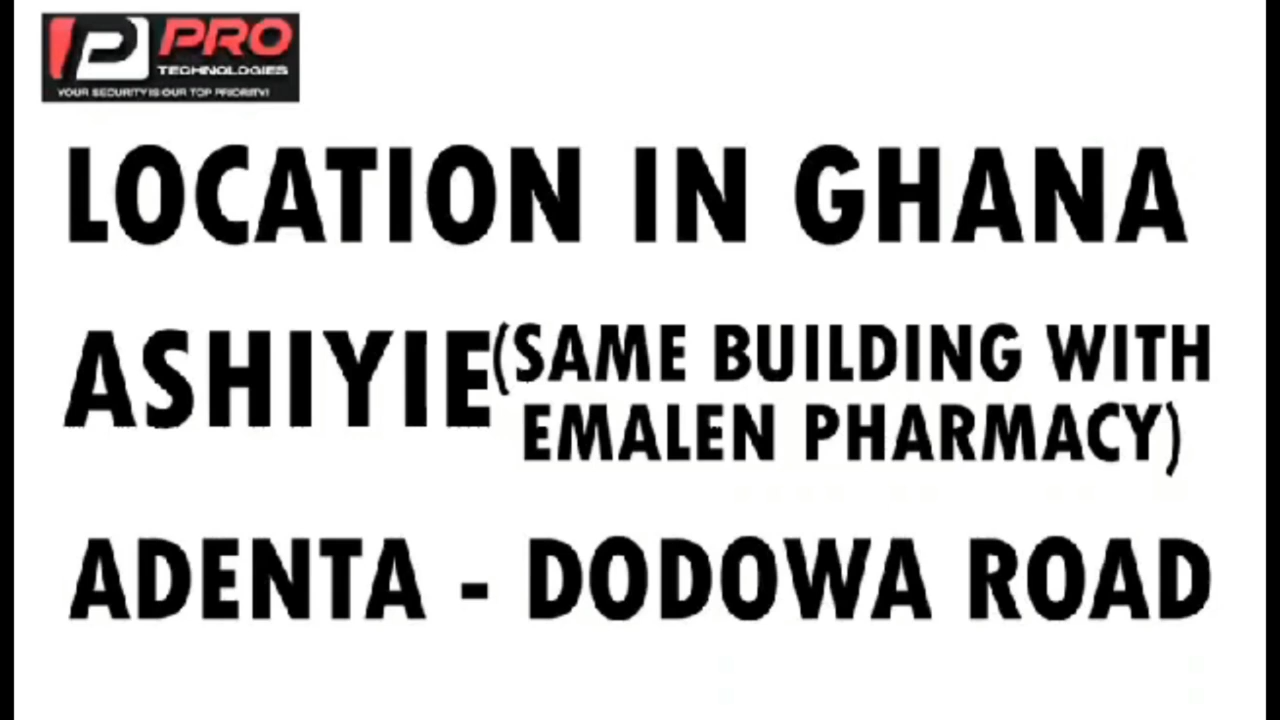 PRO
TECHNOLOGIES
YOUR SECURITY IS OUR TOP PRIORITY!
LOCATION IN GHANA
ASHIYIE (SAME BUILDING WITH
EMALEN PHARMACY)
ADENTA - DODOWA ROAD